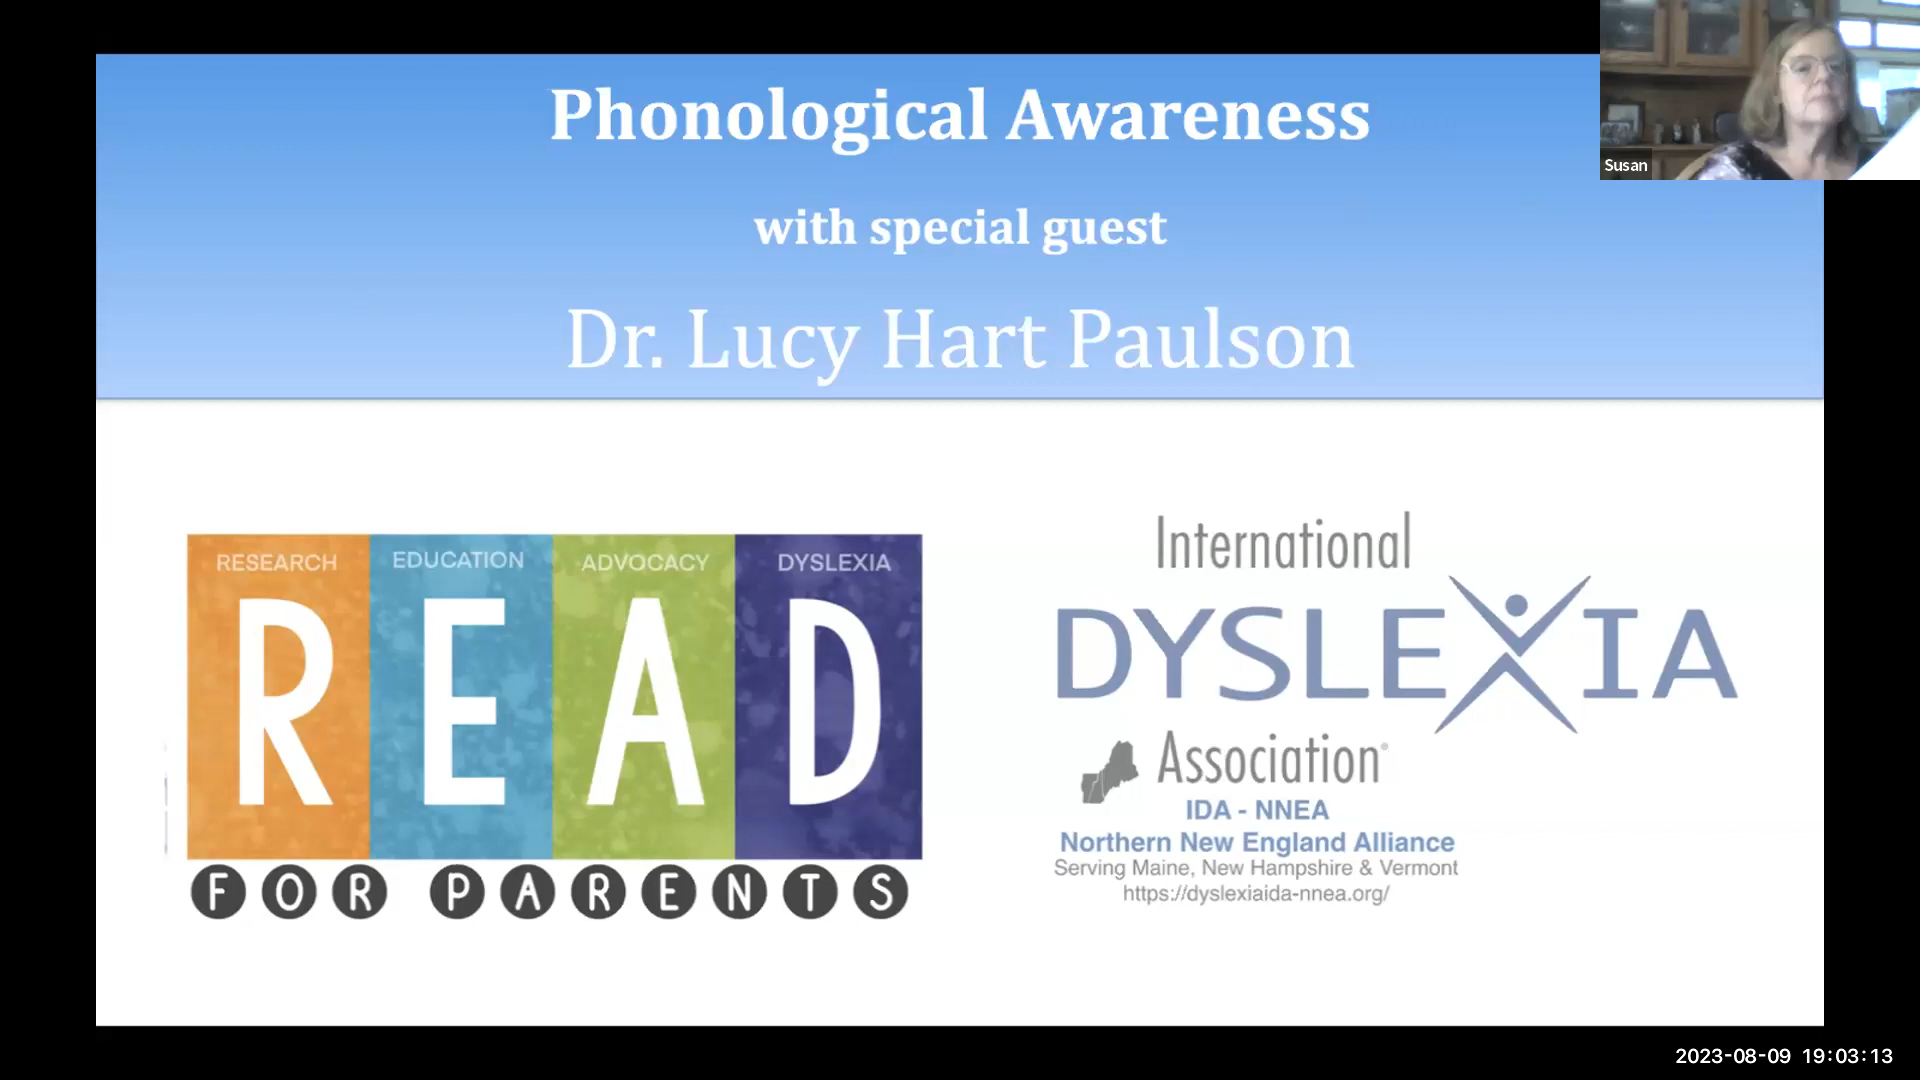 Phonological Awareness
with special guest
Dr. Lucy Hart Paulson
Susan
RESEARCH EDUCATION ADVOCACY DYSLEXIA
READ
FOR PARENTS
International
DYSLEXIA
Association®
IDA - NNEA
Northern New England Alliance
Serving Maine, New Hampshire & Vermont
https://dyslexiaida-nnea.org/
2023-08-09 19:03:13